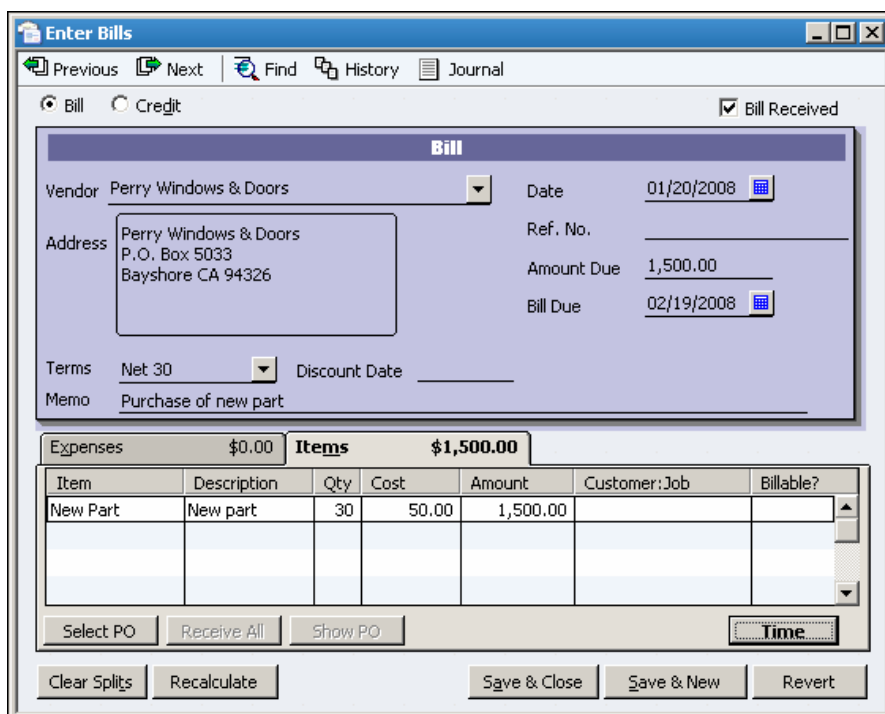 Enter Bills
Previous Next Find History Journal
Bill Credit Bill Received
Bill
Vendor Perry Windows & Doors Date 01/20/2008
Address Perry Windows & Doors Ref. No.
P.O. Box 5033
Bayshore CA 94326 Amount Due 1,500.00
Bill Due 02/19/2008
Terms Net 30 Discount Date
Memo Purchase of new part
Expenses $0.00 Items $1,500.00
Item Description Qty Cost Amount Customer:Job Billable?
New Part New part 30 50.00 1,500.00
Select PO Receive All Show PO Time
Clear Splits Recalculate Save & Close Save & New Revert